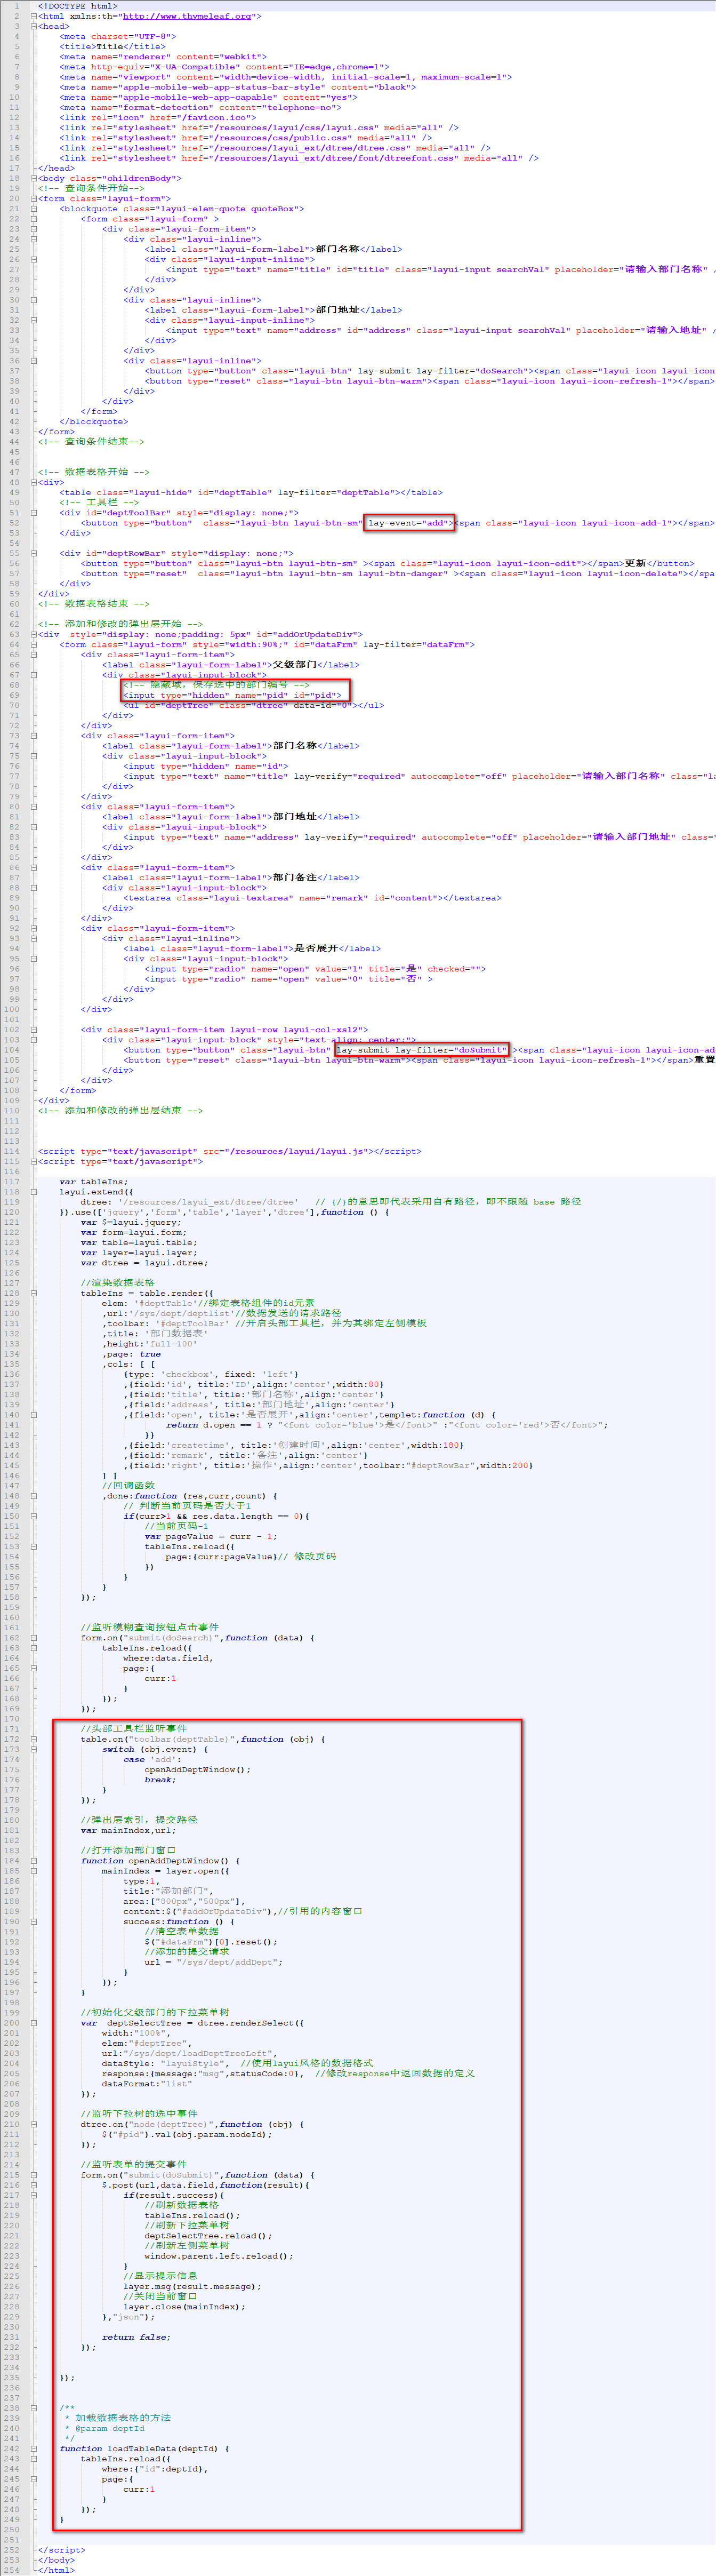 1 <!DOCTYPE html>
2 <html xmlns:th="http://www.thymeleaf.org">
3 <head>
4 <meta charset="UTF-8">
5 <title>Title</title>
6 <meta name="renderer" content="webkit">
7 <meta http-equiv="X-UA-Compatible" content="IE=edge,chrome=1">
8 <meta name="viewport" content="width=device-width, initial-scale=1, maximum-scale=1">
9 <meta name="apple-mobile-web-app-status-bar-style" content="black">
10 <meta name="apple-mobile-web-app-capable" content="yes">
11 <meta name="format-detection" content="telephone=no">
12 <link rel="icon" href="/favicon.ico">
13 <link rel="stylesheet" href="/resources/layui/css/layui.css" media="all" />
14 <link rel="stylesheet" href="/resources/css/public.css" media="all" />
15 <link rel="stylesheet" href="/resources/layui_ext/dtree/dtree.css" media="all" />
16 <link rel="stylesheet" href="/resources/layui_ext/dtree/font/dtreefont.css" media="all" />
17 </head>
18 <body class="childrenBody">
19 <!-- 查询条件开始-->
20 <form class="layui-form">
21 <blockquote class="layui-elem-quote quoteBox">
22 <form class="layui-form" >
23 <div class="layui-form-item">
24 <div class="layui-inline">
25 <label class="layui-form-label">部门名称</label>
26 <div class="layui-input-inline">
27 <input type="text" name="title" id="title" class="layui-input searchVal" placeholder="请输入部门名称" /
28 </div>
29 </div>
30 <div class="layui-inline">
31 <label class="layui-form-label">部门地址</label>
32 <div class="layui-input-inline">
33 <input type="text" name="address" id="address" class="layui-input searchVal" placeholder="请输入地址" /
34 </div>
35 </div>
36 <div class="layui-inline">
37 <button type="button" class="layui-btn" lay-submit lay-filter="doSearch"><span class="layui-icon layui-icon
38 <button type="reset" class="layui-btn layui-btn-warm"><span class="layui-icon layui-icon-refresh-1"></span>
39 </div>
40 </div>
41 </form>
42 </blockquote>
43 </form>
44 <!-- 查询条件结束-->
45
46
47 <!-- 数据表格开始 -->
48 <div>
49 <table class="layui-hide" id="deptTable" lay-filter="deptTable"></table>
50 <!-- 工具栏 -->
51 <div id="deptToolBar" style="display: none;">
52 <button type="button" class="layui-btn layui-btn-sm" lay-event="add"><span class="layui-icon layui-icon-add-1"></span>
53 </div>
54
55 <div id="deptRowBar" style="display: none;">
56 <button type="button" class="layui-btn layui-btn-sm" ><span class="layui-icon layui-icon-edit"></span>更新</button>
57 <button type="reset" class="layui-btn layui-btn-sm layui-btn-danger" ><span class="layui-icon layui-icon-delete"></spa
58 </div>
59 </div>
60 <!-- 数据表格结束 -->
61
62 <!-- 添加和修改的弹出层开始 -->
63 <div style="display: none;padding: 5px" id="addOrUpdateDiv">
64 <form class="layui-form" style="width:90%;" id="dataFrm" lay-filter="dataFrm">
65 <div class="layui-form-item">
66 <label class="layui-form-label">父级部门</label>
67 <div class="layui-input-block">
68 <!-- 隐藏域，保存选中的部门编号 -->
69 <input type="hidden" name="pid" id="pid">
70 <ul id="deptTree" class="dtree" data-id="0"></ul>
71 </div>
72 </div>
73 <div class="layui-form-item">
74 <label class="layui-form-label">部门名称</label>
75 <div class="layui-input-block">
76 <input type="hidden" name="id">
77 <input type="text" name="title" lay-verify="required" autocomplete="off" placeholder="请输入部门名称" class="la
78 </div>
79 </div>
80 <div class="layui-form-item">
81 <label class="layui-form-label">部门地址</label>
82 <div class="layui-input-block">
83 <input type="text" name="address" lay-verify="required" autocomplete="off" placeholder="请输入部门地址" class="
84 </div>
85 </div>
86 <div class="layui-form-item">
87 <label class="layui-form-label">部门备注</label>
88 <div class="layui-input-block">
89 <textarea class="layui-textarea" name="remark" id="content"></textarea>
90 </div>
91 </div>
92 <div class="layui-form-item">
93 <div class="layui-inline">
94 <label class="layui-form-label">是否展开</label>
95 <div class="layui-input-block">
96 <input type="radio" name="open" value="1" title="是" checked="">
97 <input type="radio" name="open" value="0" title="否" >
98 </div>
99 </div>
100 </div>
101
102 <div class="layui-form-item layui-row layui-col-xs12">
103 <div class="layui-input-block" style="text-align: center;">
104 <button type="button" class="layui-btn" lay-submit lay-filter="doSubmit" ><span class="layui-icon layui-icon-ad
105 <button type="reset" class="layui-btn layui-btn-warm"><span class="layui-icon layui-icon-refresh-1"></span>重置
106 </div>
107 </div>
108 </form>
109 </div>
110 <!-- 添加和修改的弹出层结束 -->
111
112
113
114 <script type="text/javascript" src="/resources/layui/layui.js"></script>
115 <script type="text/javascript">
116
117 var tableIns;
118 layui.extend({
119 dtree: '/resources/layui_ext/dtree/dtree' // {/}的意思即代表采用自有路径，即不跟随 base 路径
120 }).use(['jquery','form','table','layer','dtree'],function () {
121 var $=layui.jquery;
122 var form=layui.form;
123 var table=layui.table;
124 var layer=layui.layer;
125 var dtree = layui.dtree;
126
127 //渲染数据表格
128 tableIns = table.render({
129 elem: '#deptTable'//绑定表格组件的id元素
130 ,url:'/sys/dept/deptlist'//数据发送的请求路径
131 ,toolbar: '#deptToolBar' //开启头部工具栏，并为其绑定左侧模板
132 ,title: '部门数据表'
133 ,height:'full-100'
134 ,page: true
135 ,cols: [ [
136 {type: 'checkbox', fixed: 'left'}
137 ,{field:'id', title:'ID',align:'center',width:80}
138 ,{field:'title', title:'部门名称',align:'center'}
139 ,{field:'address', title:'部门地址',align:'center'}
140 ,{field:'open', title:'是否展开',align:'center',templet:function (d) {
141 return d.open == 1 ? "<font color='blue'>是</font>" :"<font color='red'>否</font>";
142 }}
143 ,{field:'createtime', title:'创建时间',align:'center',width:180}
144 ,{field:'remark', title:'备注',align:'center'}
145 ,{field:'right', title:'操作',align:'center',toolbar:"#deptRowBar",width:200}
146 ] ]
147 //回调函数
148 ,done:function (res,curr,count) {
149 // 判断当前页码是否大于1
150 if(curr>1 && res.data.length == 0){
151 //当前页码-1
152 var pageValue = curr - 1;
153 tableIns.reload({
154 page:{curr:pageValue}// 修改页码
155 })
156 }
157 }
158 });
159
160
161 //监听模糊查询按钮点击事件
162 form.on("submit(doSearch)",function (data) {
163 tableIns.reload({
164 where:data.field,
165 page:{
166 curr:1
167 }
168 });
169 });
170
171 //头部工具栏监听事件
172 table.on("toolbar(deptTable)",function (obj) {
173 switch (obj.event) {
174 case 'add':
175 openAddDeptWindow();
176 break;
177 }
178 });
179
180 //弹出层索引，提交路径
181 var mainIndex,url;
182
183 //打开添加部门窗口
184 function openAddDeptWindow() {
185 mainIndex = layer.open({
186 type:1,
187 title:"添加部门",
188 area:["800px","500px"],
189 content:$("#addOrUpdateDiv"),//引用的内容窗口
190 success:function () {
191 //清空表单数据
192 $("#dataFrm")[0].reset();
193 //添加的提交请求
194 url = "/sys/dept/addDept";
195 }
196 });
197 }
198
199 //初始化父级部门的下拉菜单树
200 var deptSelectTree = dtree.renderSelect({
201 width:"100%",
202 elem:"#deptTree",
203 url:"/sys/dept/loadDeptTreeLeft",
204 dataStyle: "layuiStyle", //使用layui风格的数据格式
205 response:{message:"msg",statusCode:0}, //修改response中返回数据的定义
206 dataFormat:"list"
207 });
208
209 //监听下拉树的选中事件
210 dtree.on("node(deptTree)",function (obj) {
211 $("#pid").val(obj.param.nodeId);
212 });
213
214 //监听表单的提交事件
215 form.on("submit(doSubmit)",function (data) {
216 $.post(url,data.field,function(result){
217 if(result.success){
218 //刷新数据表格
219 tableIns.reload();
220 //刷新下拉菜单树
221 deptSelectTree.reload();
222 //刷新左侧菜单树
223 window.parent.left.reload();
224 }
225 //显示提示信息
226 layer.msg(result.message);
227 //关闭当前窗口
228 layer.close(mainIndex);
229 },"json");
230
231 return false;
232 });
233
234
235 });
236
237
238 /**
239 * 加载数据表格的方法
240 * @param deptId
241 */
242 function loadTableData(deptId) {
243 tableIns.reload({
244 where:{"id":deptId},
245 page:{
246 curr:1
247 }
248 });
249 }
250
251
252 </script>
253 </body>
254 </html>